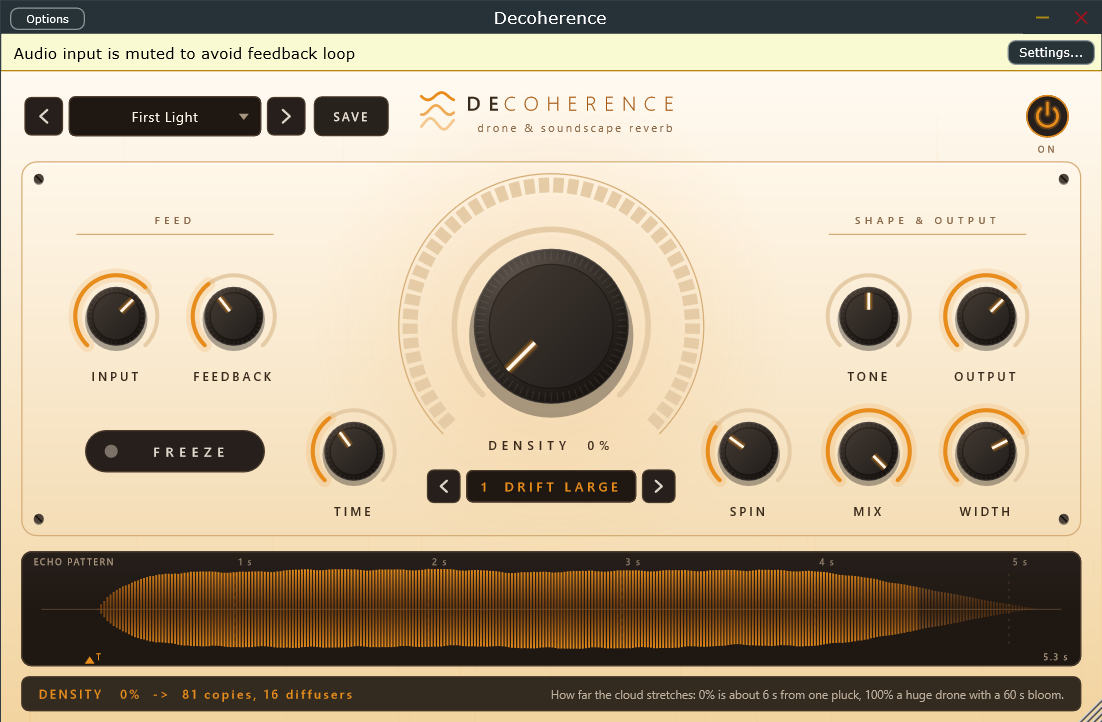 Options
Decoherence
Audio input is muted to avoid feedback loop
Settings...
First Light
SAVE
DECOHERENCE
drone & soundscape reverb
ON
FEED
SHAPE & OUTPUT
INPUT
FEEDBACK
TONE
OUTPUT
DENSITY 0%
FREEZE
1 DRIFT LARGE
TIME
SPIN
MIX
WIDTH
ECHO PATTERN
1 s
2 s
3 s
4 s
5 s
T
5.3 s
DENSITY 0% -> 81 copies, 16 diffusers
How far the cloud stretches: 0% is about 6 s from one pluck, 100% a huge drone with a 60 s bloom.